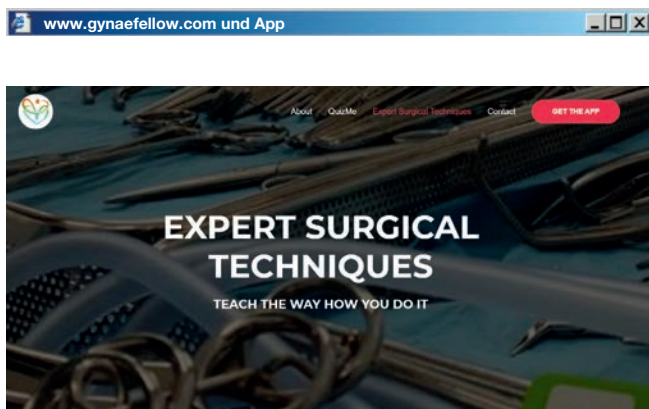 www.gynaefellow.com und App
About QuizMe Expert Surgical Techniques Contact GET THE APP
EXPERT SURGICAL
TECHNIQUES
TEACH THE WAY HOW YOU DO IT